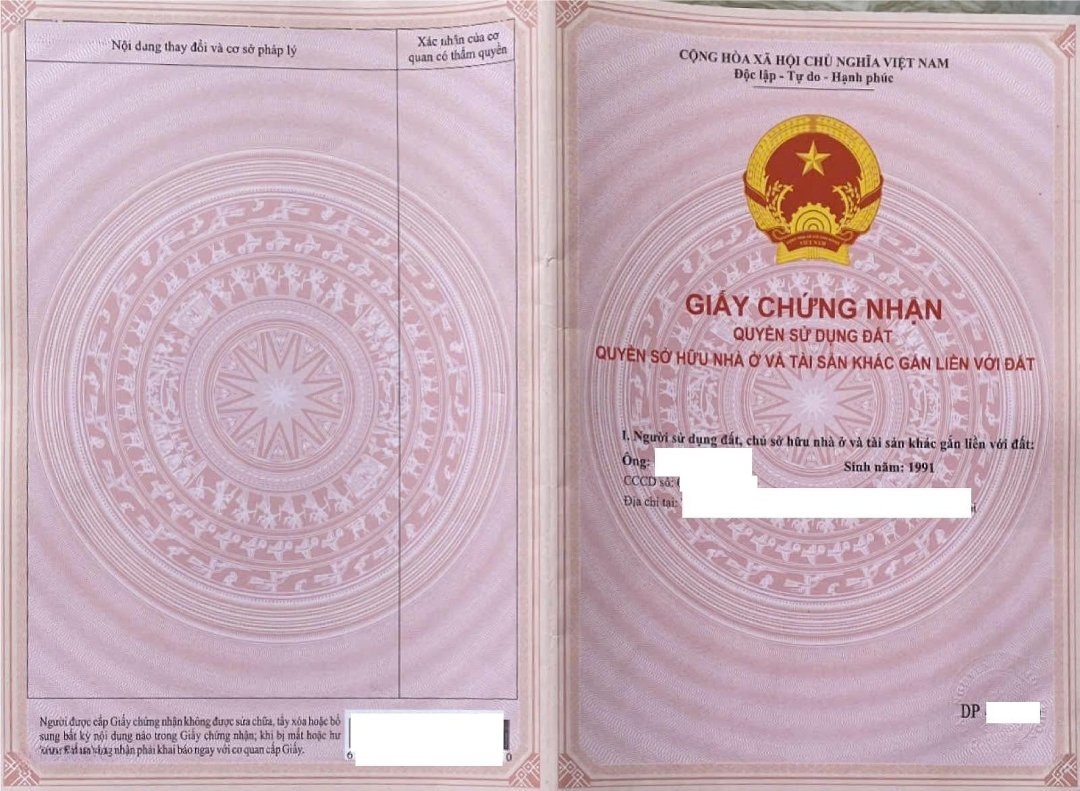 Nội dung thay đổi và cơ sở pháp lý
Xác nhận của cơ
quan có thẩm quyền
Người được cấp Giấy chứng nhận không được sửa chữa, tẩy xóa hoặc bổ
sung bất kỳ nội dung nào trong Giấy chứng nhận; khi bị mất hoặc hư
nhận phải khai báo ngay với cơ quan cấp Giấy.
6
0
CỘNG HÒA XÃ HỘI CHỦ NGHĨA VIỆT NAM
Độc lập - Tự do - Hạnh phúc
VIỆT NAM
GIẤY CHỨNG NHẬN
QUYỀN SỬ DỤNG ĐẤT
QUYỀN SỞ HỮU NHÀ Ở VÀ TÀI SẢN KHÁC GẮN LIỀN VỚI ĐẤT
I. Người sử dụng đất, chủ sở hữu nhà ở và tài sản khác gắn liền với đất:
Ông:
Sinh năm: 1991
CCCD số:
Địa chỉ tại:
DP